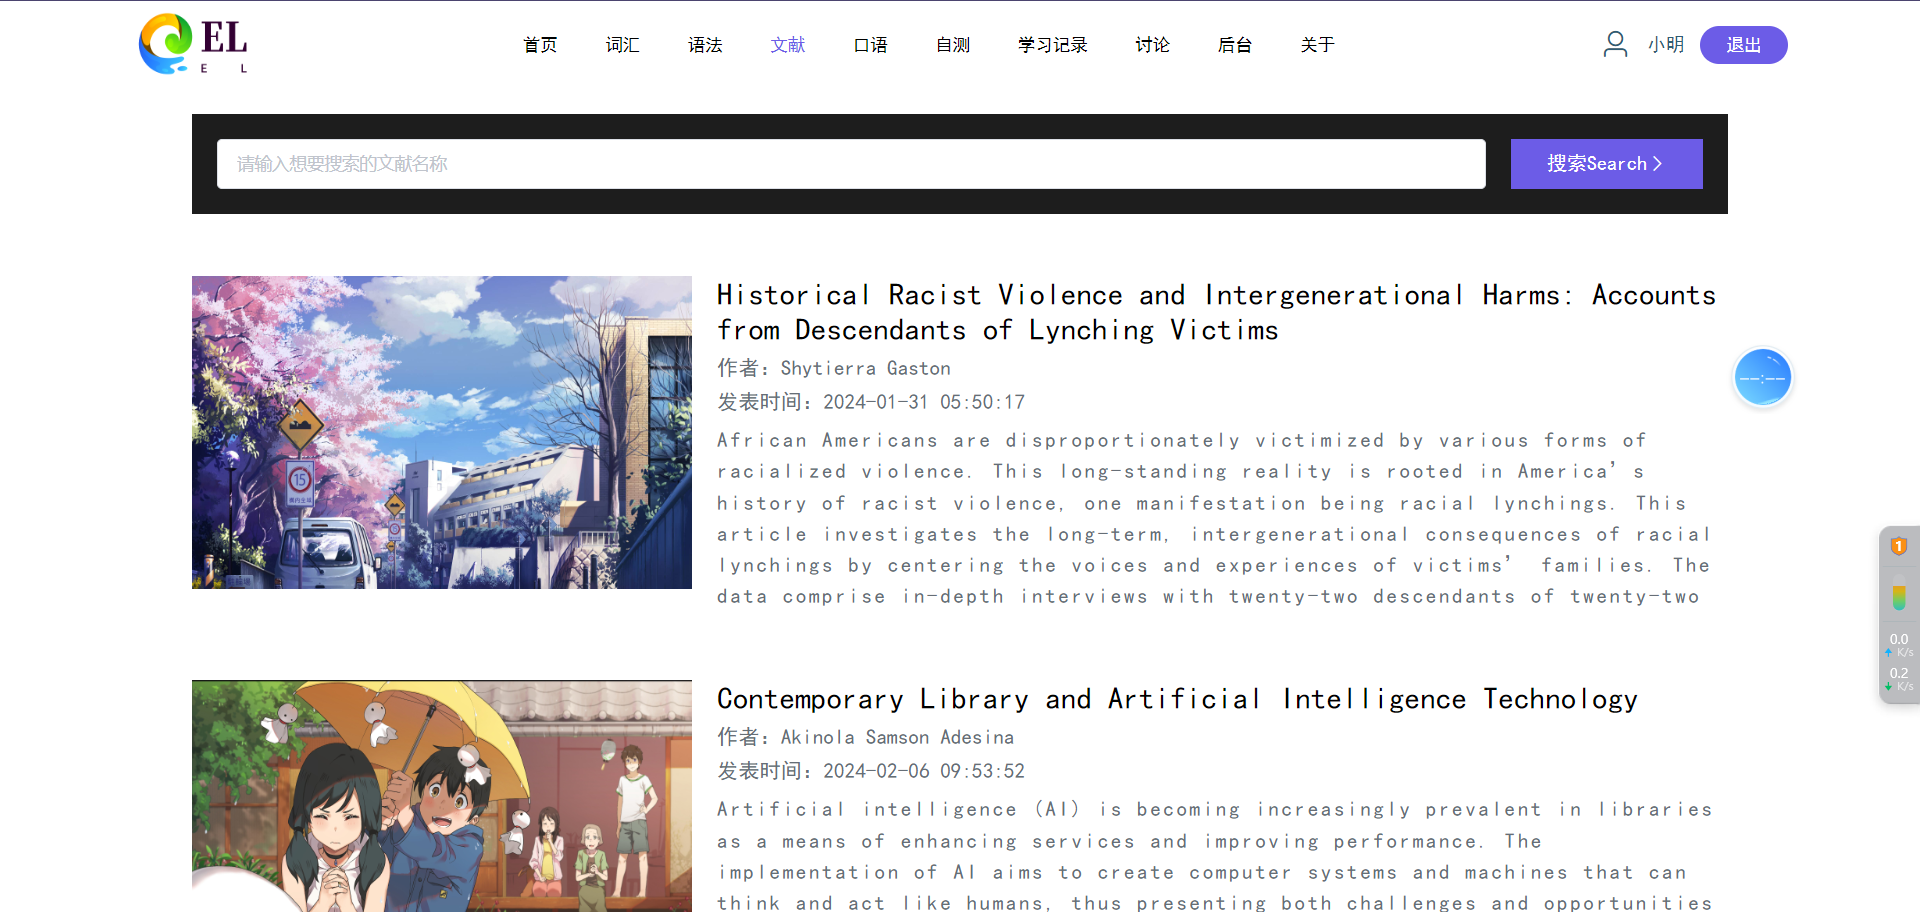 EL
E L
首页 词汇 语法 文献 口语 自测 学习记录 讨论 后台 关于
小明 退出
请输入想要搜索的文献名称
搜索Search
Historical Racist Violence and Intergenerational Harms: Accounts
from Descendants of Lynching Victims
作者：Shytierra Gaston
发表时间：2024-01-31 05:50:17
African Americans are disproportionately victimized by various forms of
racialized violence. This long-standing reality is rooted in America’s
history of racist violence, one manifestation being racial lynchings. This
article investigates the long-term, intergenerational consequences of racial
lynchings by centering the voices and experiences of victims’ families. The
data comprise in-depth interviews with twenty-two descendants of twenty-two
15
--:--
1
0.0
K/s
0.2
K/s
Contemporary Library and Artificial Intelligence Technology
作者：Akinola Samson Adesina
发表时间：2024-02-06 09:53:52
Artificial intelligence (AI) is becoming increasingly prevalent in libraries
as a means of enhancing services and improving performance. The
implementation of AI aims to create computer systems and machines that can
think and act like humans, thus presenting both challenges and opportunities